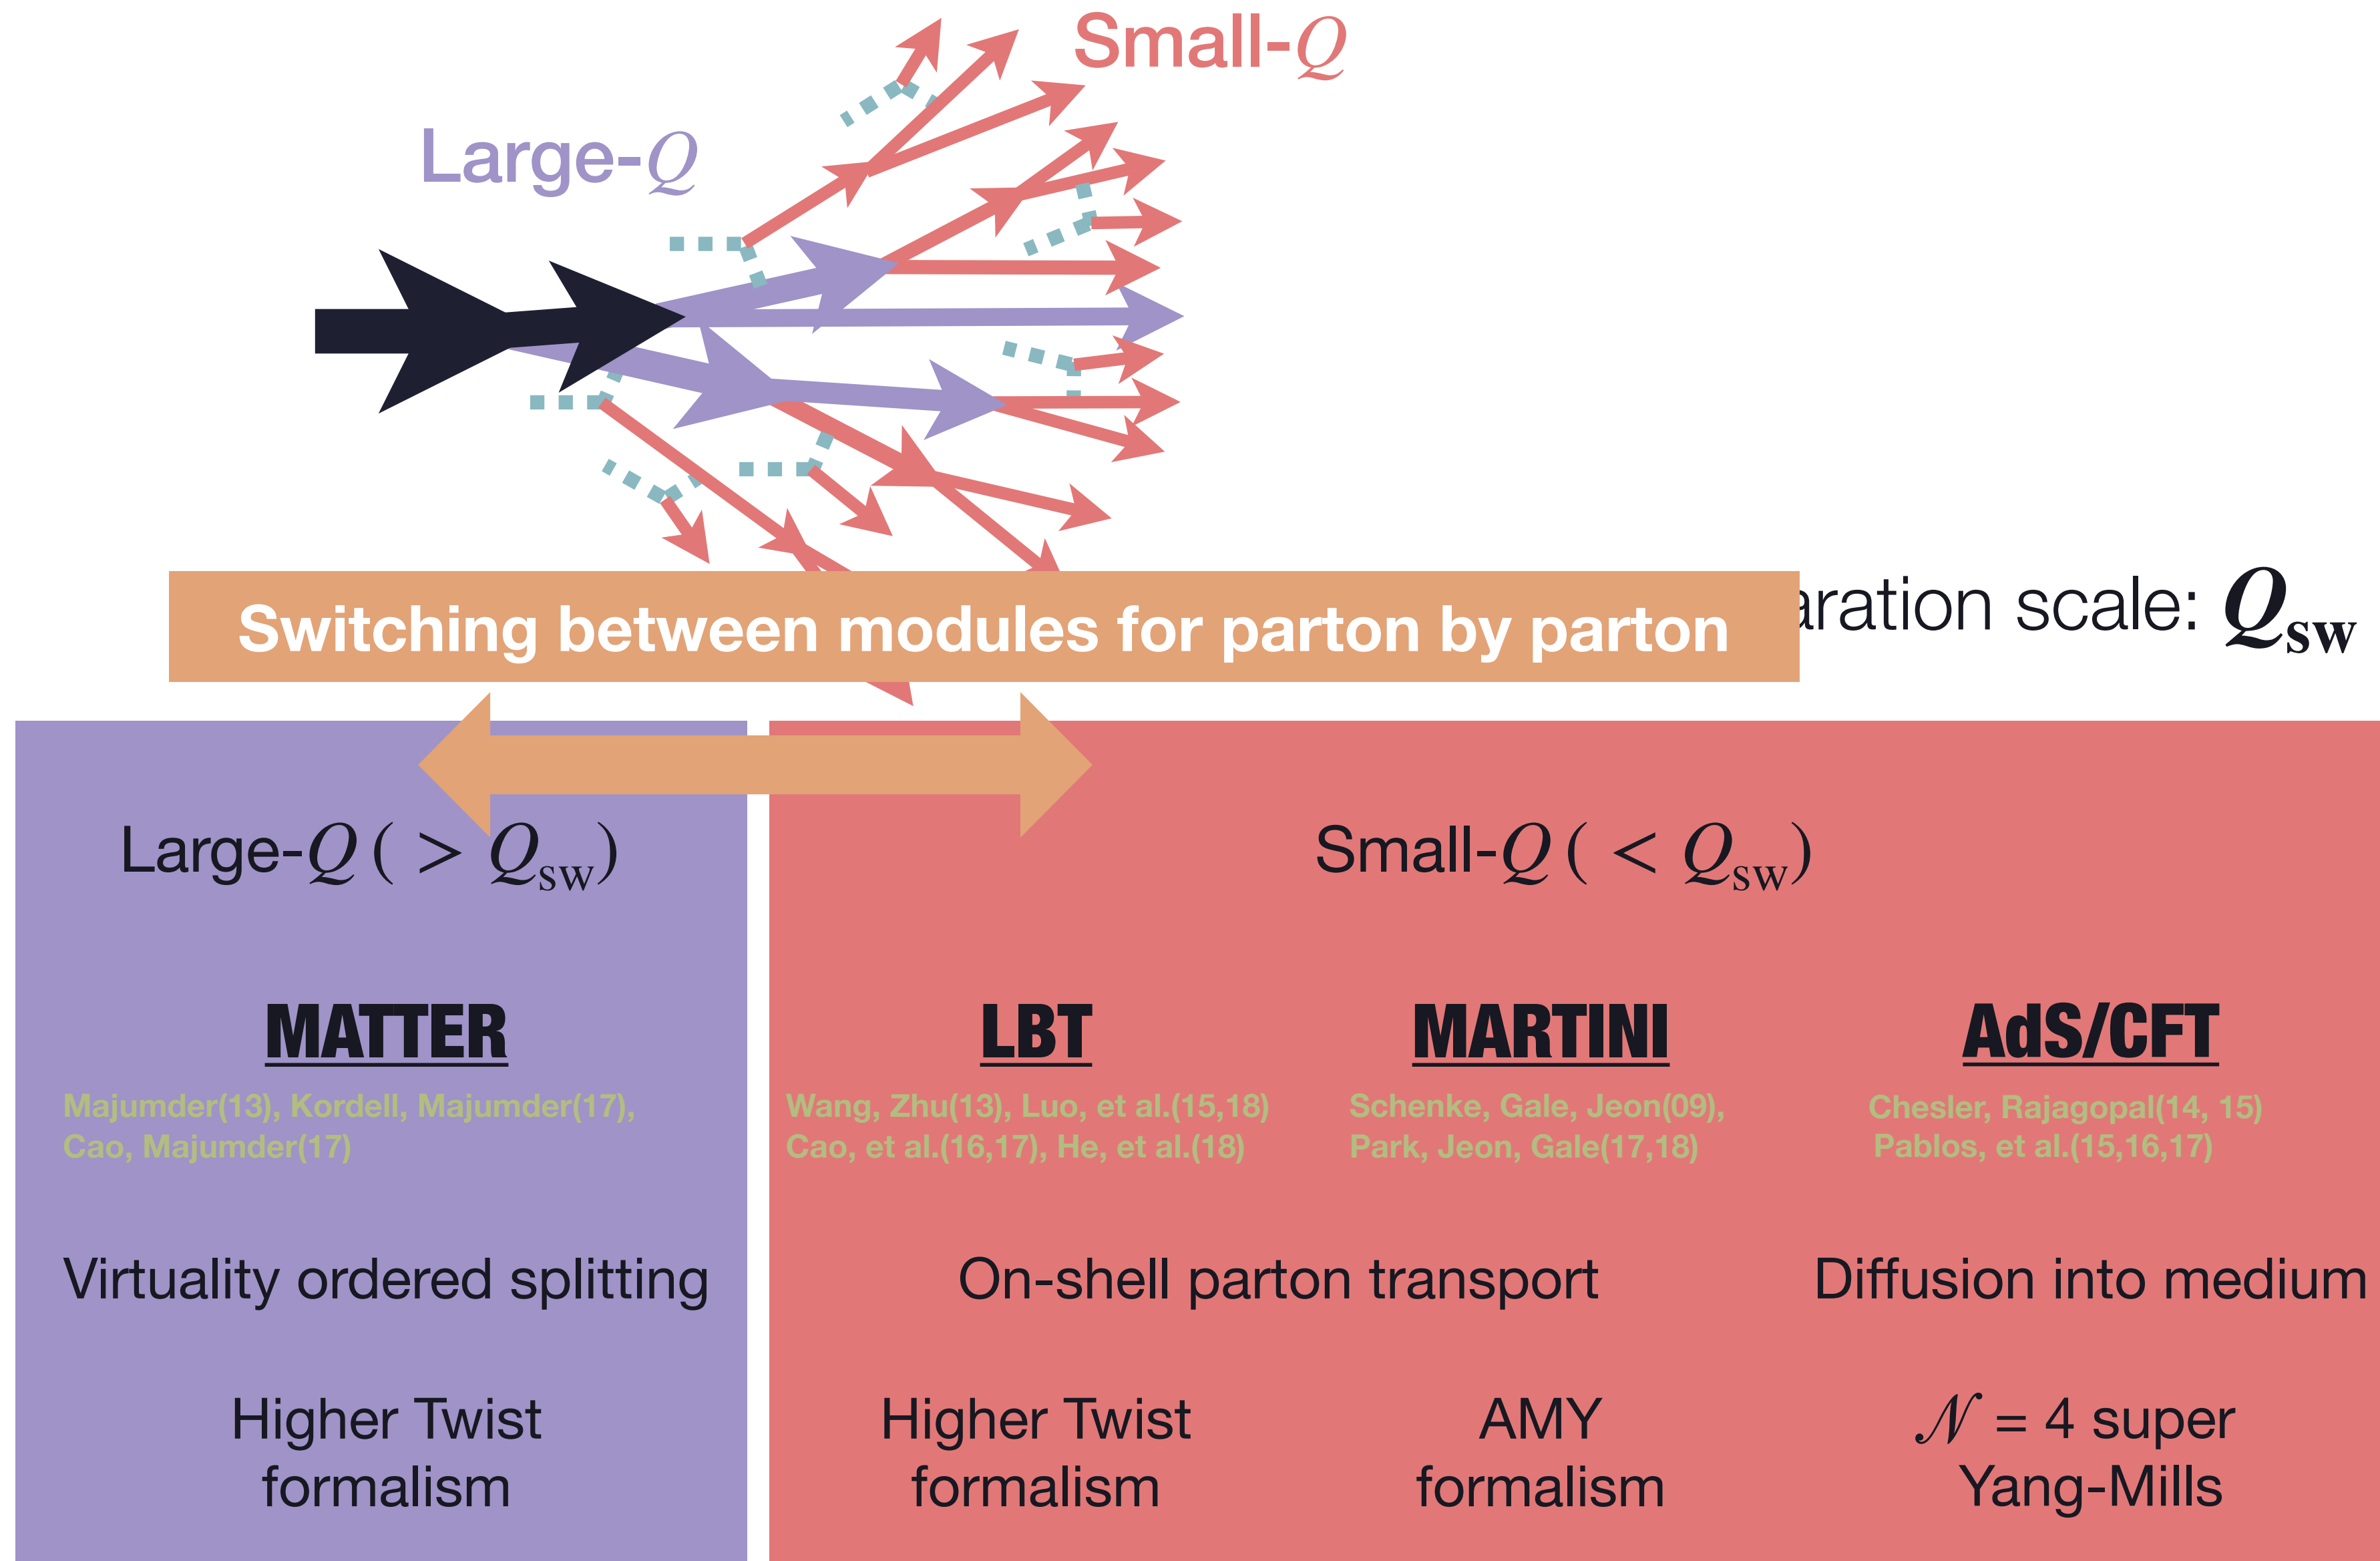 Small-Q
Large-Q
Switching between modules for parton by parton
aration scale: Q_sw
Large-Q ( > Q_sw)
Small-Q ( < Q_sw)
MATTER
Majumder(13), Kordell, Majumder(17),
Cao, Majumder(17)
LBT
Wang, Zhu(13), Luo, et al.(15,18)
Cao, et al.(16,17), He, et al.(18)
MARTINI
Schenke, Gale, Jeon(09),
Park, Jeon, Gale(17,18)
AdS/CFT
Chesler, Rajagopal(14, 15)
Pablos, et al.(15,16,17)
Virtuality ordered splitting
On-shell parton transport
Diffusion into medium
Higher Twist
formalism
Higher Twist
formalism
AMY
formalism
𝒩 = 4 super
Yang-Mills